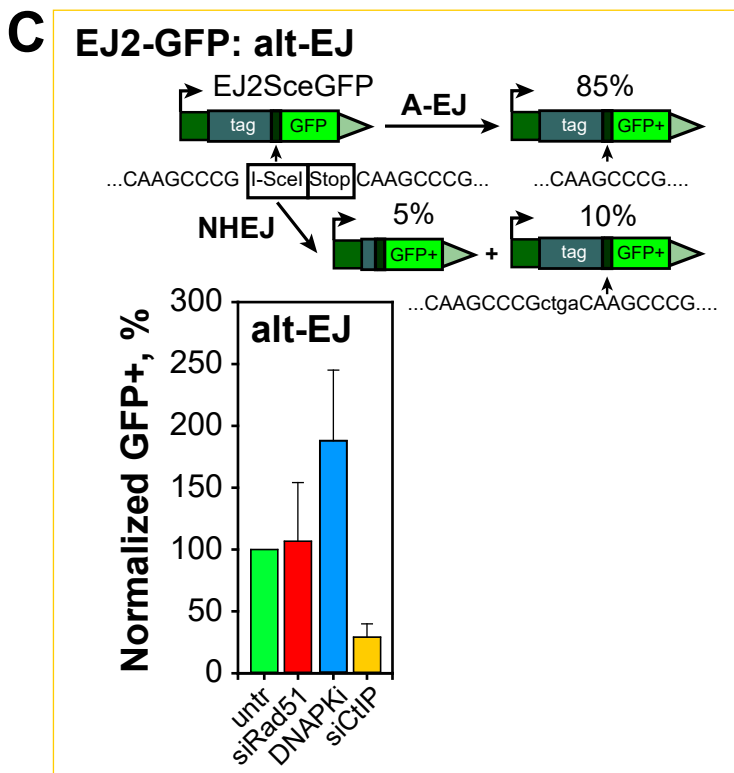 C EJ2-GFP: alt-EJ
EJ2SceGFP
A-EJ
85%
tag GFP
tag GFP+
...CAAGCCCG I-SceI Stop CAAGCCCG...
...CAAGCCCG....
NHEJ
5%
10%
GFP+
+
tag GFP+
...CAAGCCCGctgaCAAGCCCG....
alt-EJ
Normalized GFP+, %
300
250
200
150
100
50
0
untr
siRad51
DNAPKi
siCtIP